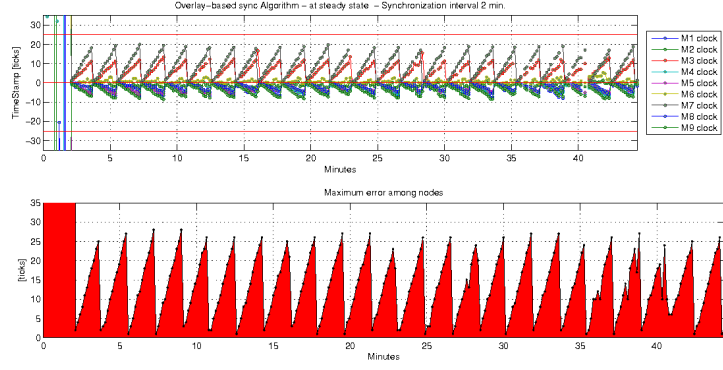 Overlay-based sync Algorithm - at steady state - Synchronization interval 2 min.
TimeStamp [ticks]
30
20
10
0
-10
-20
-30
0 5 10 15 20 25 30 35 40
Minutes
M1 clock
M2 clock
M3 clock
M4 clock
M5 clock
M6 clock
M7 clock
M8 clock
M9 clock
Maximum error among nodes
[ticks]
35
30
25
20
15
10
5
0
0 5 10 15 20 25 30 35 40
Minutes